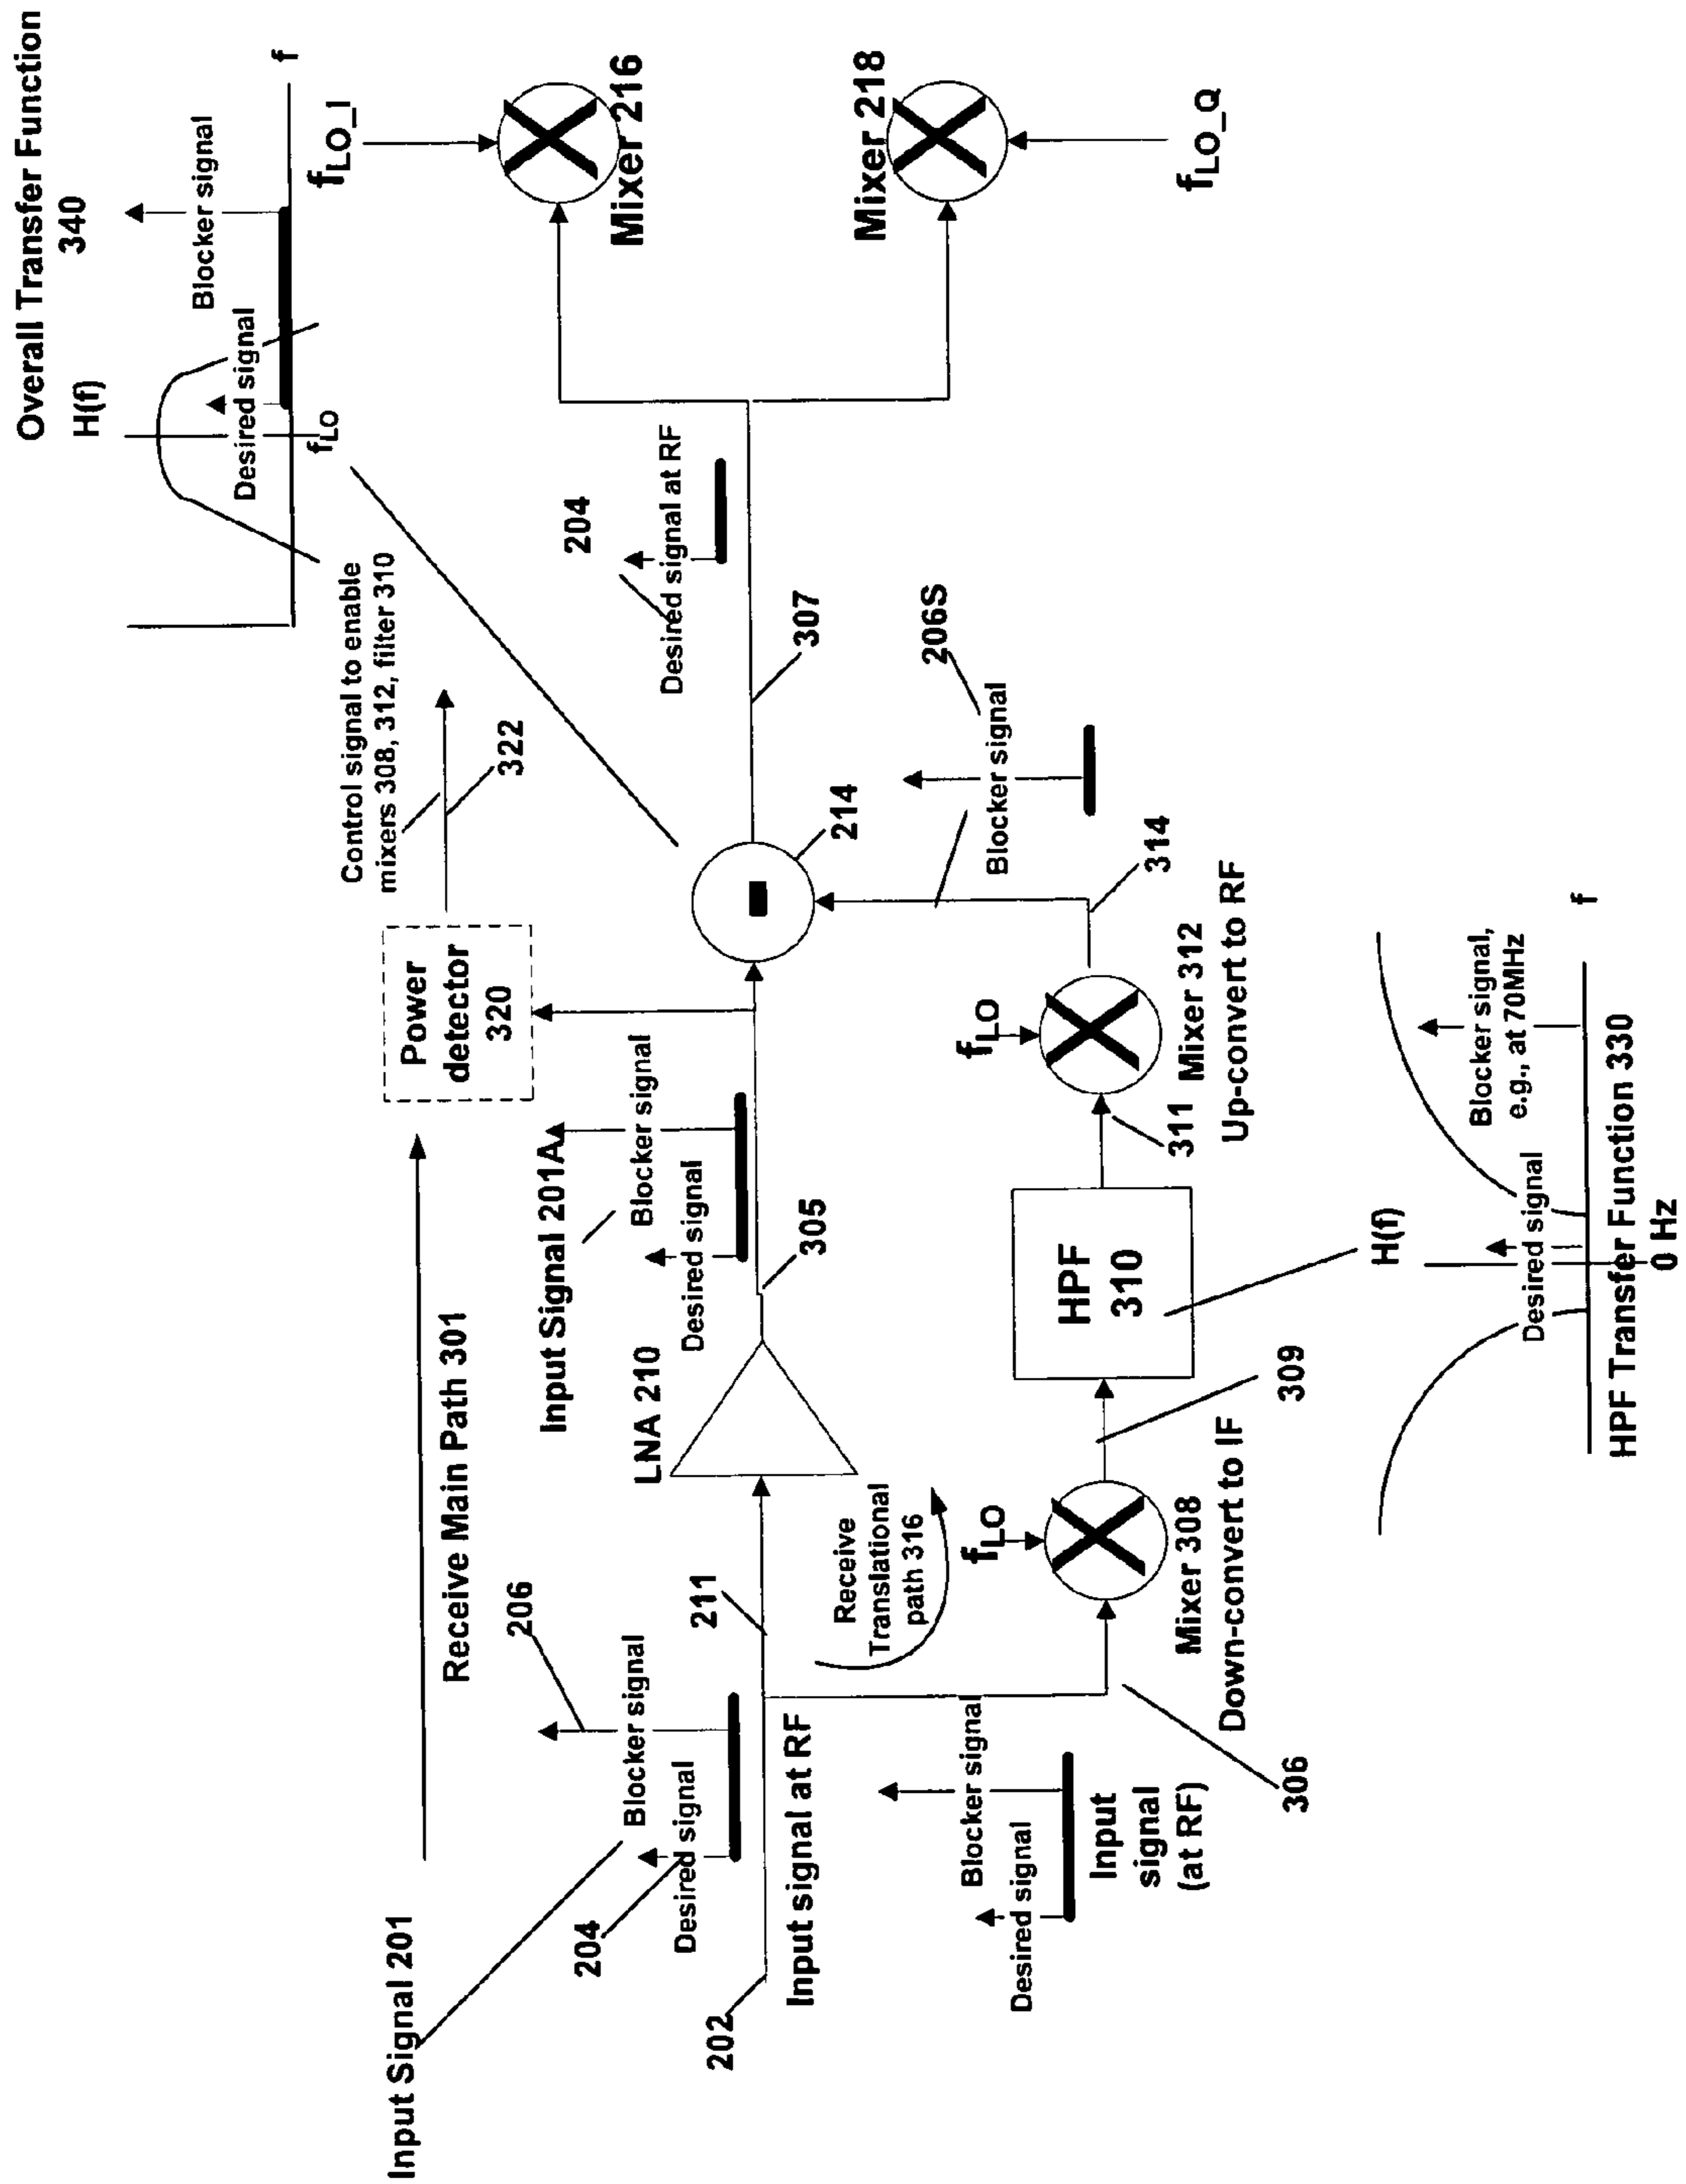 Overall Transfer Function
340
H(f)
Blocker signal
Desired signal
f
fLO
fLO_I
Mixer 216
Mixer 218
fLO_Q
Control signal to enable
mixers 308, 312, filter 310
322
Power
detector
320
204
Desired signal at RF
307
214
206S
Blocker signal
314
Receive Main Path 301
Input Signal 201A
Blocker signal
Desired signal
LNA 210
305
Input Signal 201
206
Blocker signal
204
Desired signal
202
211
Input signal at RF
Receive
Translational
path 316
Blocker signal
Desired signal
Input
signal
(at RF)
306
fLO
Mixer 308
Down-convert to IF
309
HPF
310
311
fLO
Mixer 312
Up-convert to RF
H(f)
Desired signal
Blocker signal,
e.g., at 70MHz
f
HPF Transfer Function 330
0 Hz